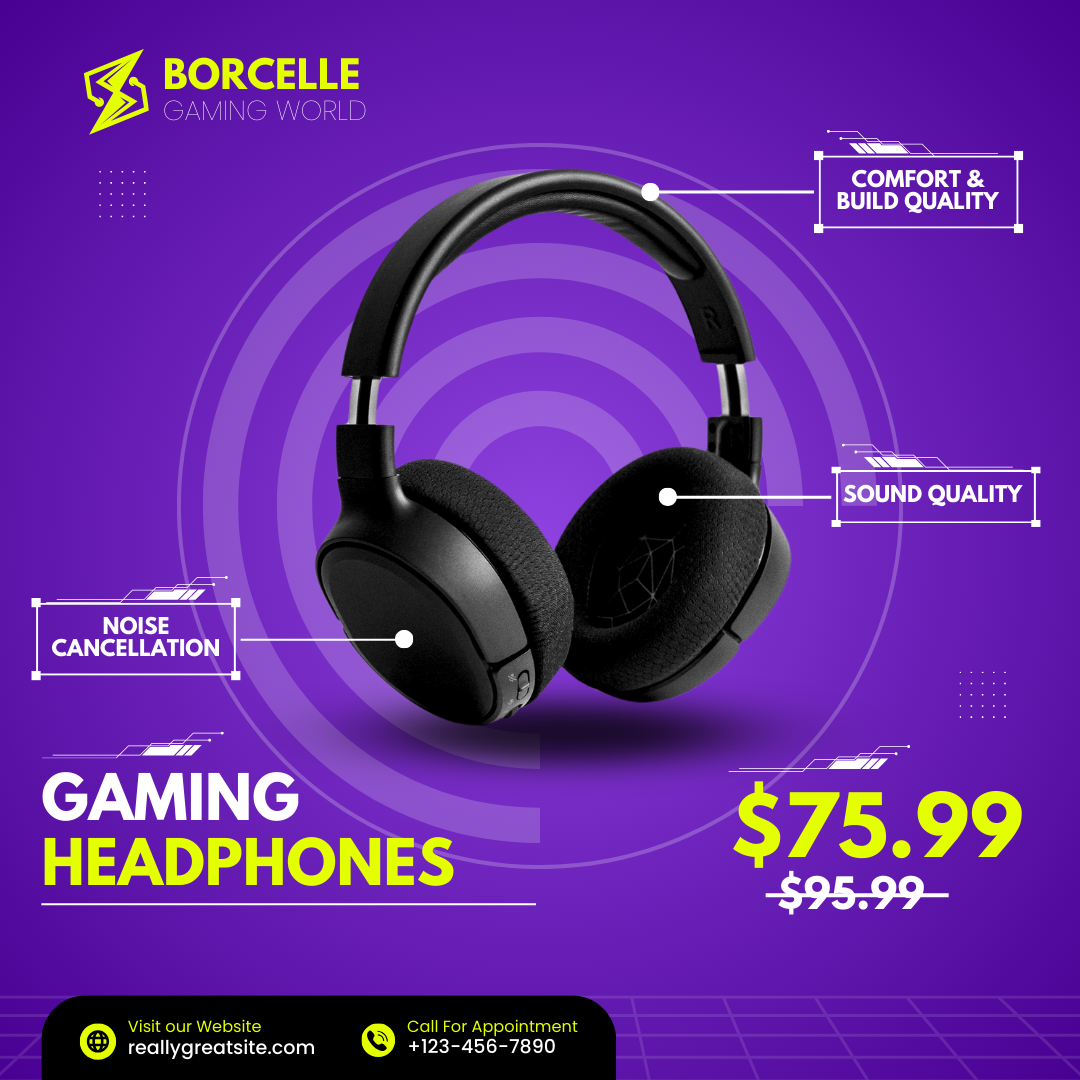 BORCELLE
GAMING WORLD
COMFORT &
BUILD QUALITY
R
SOUND QUALITY
NOISE
CANCELLATION
GAMING
HEADPHONES
$75.99
$95.99
Visit our Website
reallygreatsite.com
Call For Appointment
+123-456-7890